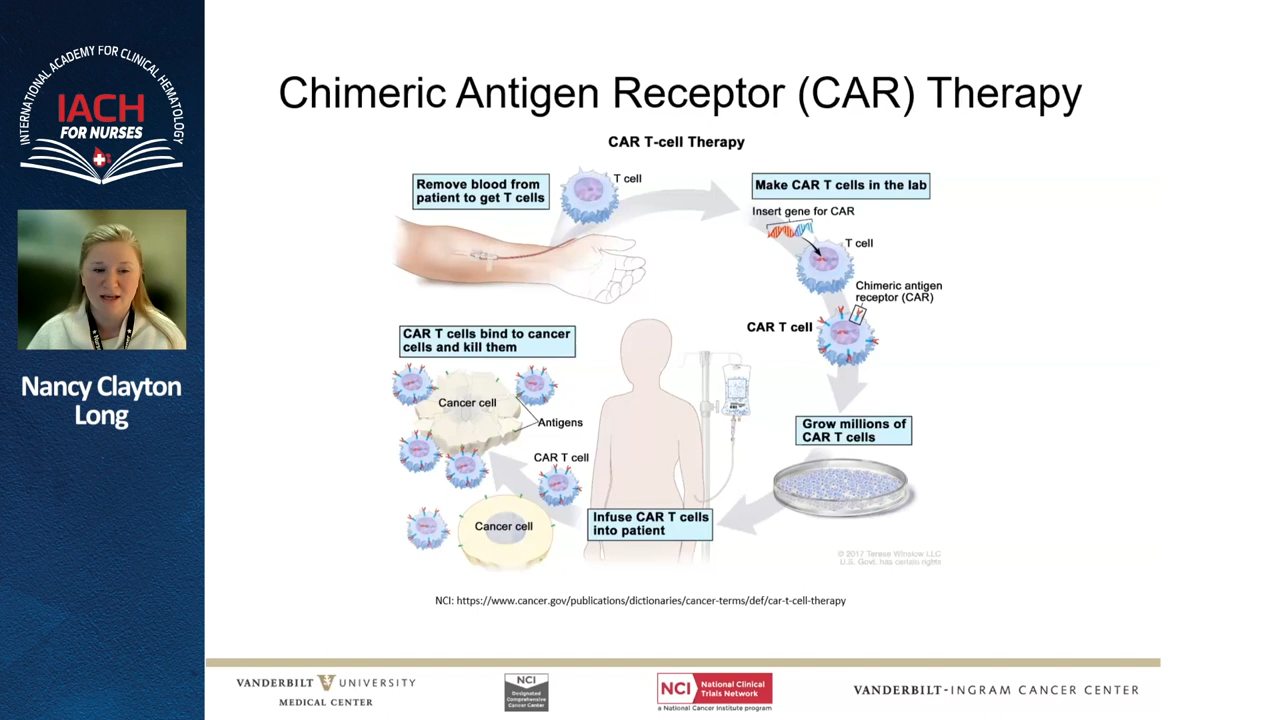 INTERNATIONAL ACADEMY FOR CLINICAL HEMATOLOGY
IACH
FOR NURSES
Nancy Clayton
Long
Chimeric Antigen Receptor (CAR) Therapy
CAR T-cell Therapy
Remove blood from
patient to get T cells
T cell
Make CAR T cells in the lab
Insert gene for CAR
T cell
Chimeric antigen
receptor (CAR)
CAR T cell
Grow millions of
CAR T cells
Infuse CAR T cells
into patient
CAR T cells bind to cancer
cells and kill them
Cancer cell
Antigens
CAR T cell
Cancer cell
© 2017 Terese Winslow LLC
U.S. Govt. has certain rights
NCI: https://www.cancer.gov/publications/dictionaries/cancer-terms/def/car-t-cell-therapy
VANDERBILT UNIVERSITY
MEDICAL CENTER
NCI
Designated
Comprehensive
Cancer Center
NCI National Clinical
Trials Network
a National Cancer Institute program
VANDERBILT-INGRAM CANCER CENTER